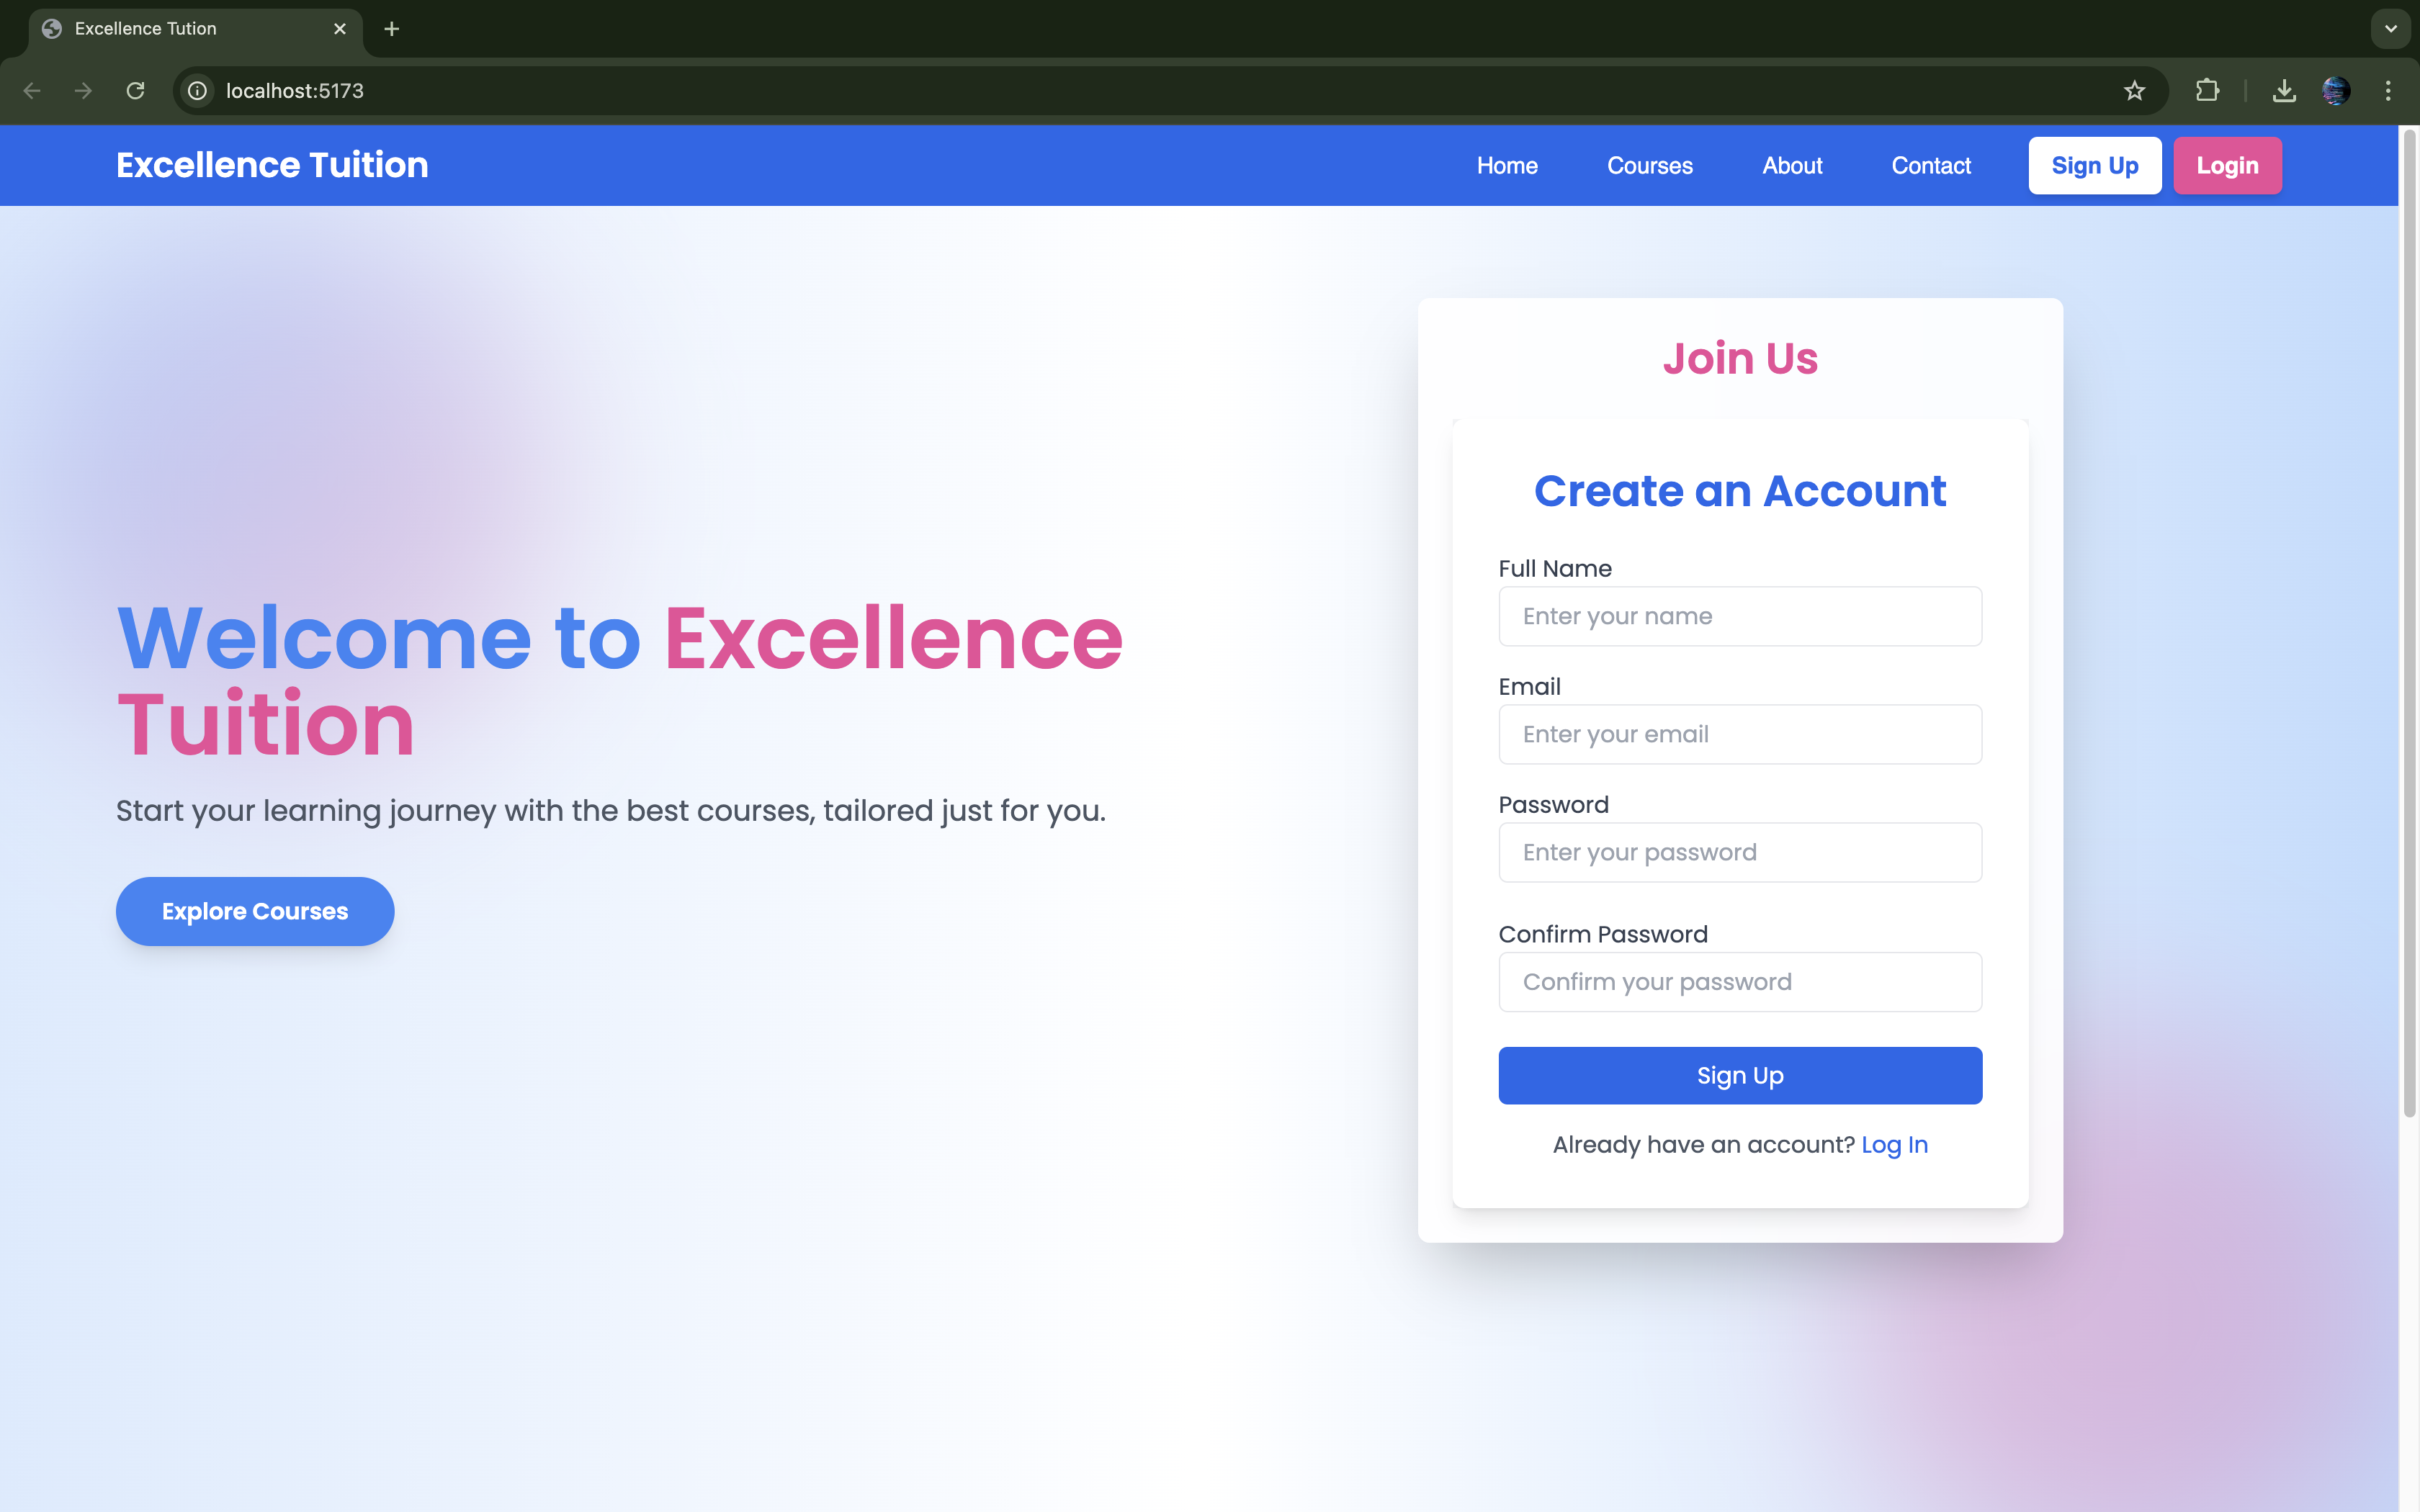 Excellence Tution
localhost:5173
Excellence Tuition
Home
Courses
About
Contact
Sign Up
Login
Welcome to Excellence
Tuition
Start your learning journey with the best courses, tailored just for you.
Explore Courses
Join Us
Create an Account
Full Name
Enter your name
Email
Enter your email
Password
Enter your password
Confirm Password
Confirm your password
Sign Up
Already have an account? Log In